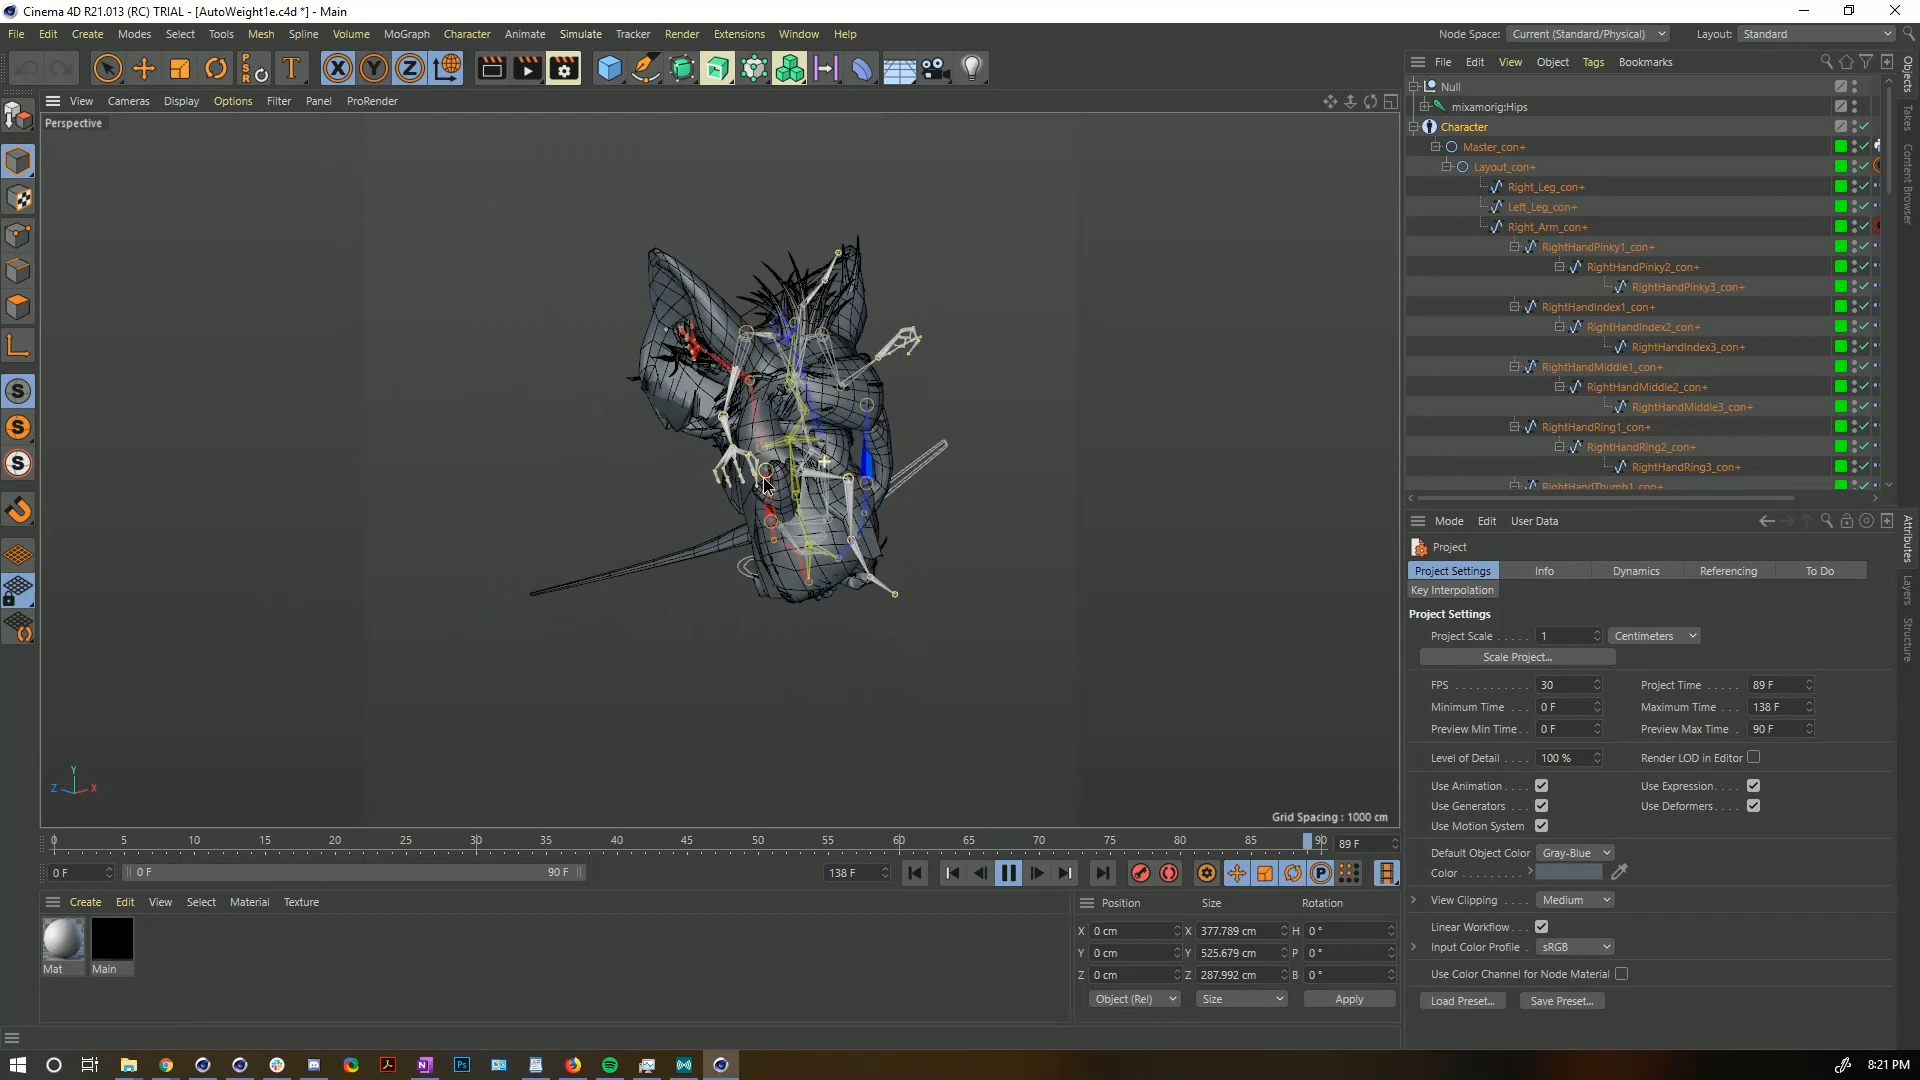 Cinema 4D R21.013 (RC) TRIAL - [AutoWeight1e.c4d *] - Main
File Edit Create Modes Select Tools Mesh Spline Volume MoGraph Character Animate Simulate Tracker Render Extensions Window Help
Node Space: Current (Standard/Physical) Layout: Standard
PSR
T
X Y Z
File Edit View Object Tags Bookmarks
View Cameras Display Options Filter Panel ProRender
Perspective
Null
mixamorig:Hips
Character
Master_con+
Layout_con+
Right_Leg_con+
Left_Leg_con+
Right_Arm_con+
RightHandPinky1_con+
RightHandPinky2_con+
RightHandPinky3_con+
RightHandIndex1_con+
RightHandIndex2_con+
RightHandIndex3_con+
RightHandMiddle1_con+
RightHandMiddle2_con+
RightHandMiddle3_con+
RightHandRing1_con+
RightHandRing2_con+
RightHandRing3_con+
RightHandThumb1_con+
S
S
S
Objects
Takes
Content Browser
Attributes
Layers
Structure
Mode Edit User Data
Project
Project Settings Info Dynamics Referencing To Do
Key Interpolation
Project Settings
Project Scale . . . . . 1 Centimeters
Scale Project...
FPS . . . . . . . . . . . 30 Project Time . . . . . 89 F
Minimum Time . . . 0 F Maximum Time . . . 138 F
Preview Min Time. . 0 F Preview Max Time . 90 F
Level of Detail . . . . 100 % Render LOD in Editor
Use Animation . . . . Use Expression. . . .
Use Generators . . . Use Deformers. . . .
Use Motion System
Default Object Color Gray-Blue
Color . . . . . . . . .
View Clipping . . . . Medium
Linear Workflow . . .
Input Color Profile . sRGB
Use Color Channel for Node Material
Load Preset... Save Preset...
Y
Z X
Grid Spacing : 1000 cm
0 5 10 15 20 25 30 35 40 45 50 55 60 65 70 75 80 85 90 89 F
0 F 0 F 90 F 138 F
P
Create Edit View Select Material Texture
Mat Main
Position Size Rotation
X 0 cm X 377.789 cm H 0 °
Y 0 cm Y 525.679 cm P 0 °
Z 0 cm Z 287.992 cm B 0 °
Object (Rel) Size Apply
Ps
8:21 PM